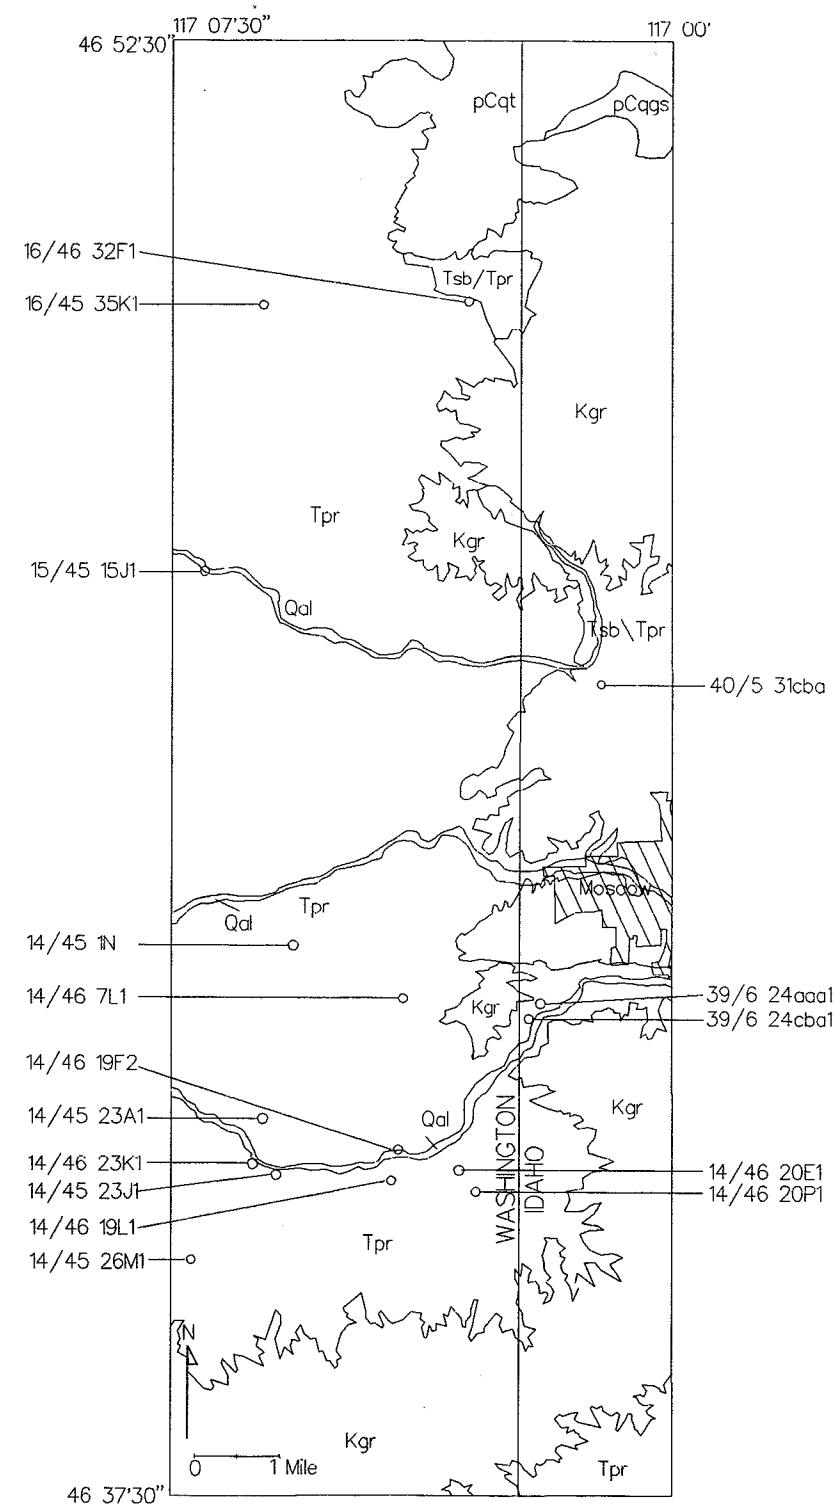 117 07'30"
117 00'
46 52'30"
pCqt
pCqgs
16/46 32F1
Tsb/Tpr
16/45 35K1
Kgr
Tpr
Kgr
15/45 15J1
Qal
Tsb\Tpr
40/5 31cba
Moscow
Tpr
Qal
14/45 1N
14/46 7L1
Kgr
39/6 24aaa1
39/6 24cba1
14/46 19F2
Kgr
14/45 23A1
Qal
WASHINGTON
IDAHO
14/46 23K1
14/46 20E1
14/45 23J1
14/46 20P1
14/46 19L1
Tpr
14/45 26M1
N
Kgr
0 1 Mile
Tpr
46 37'30"